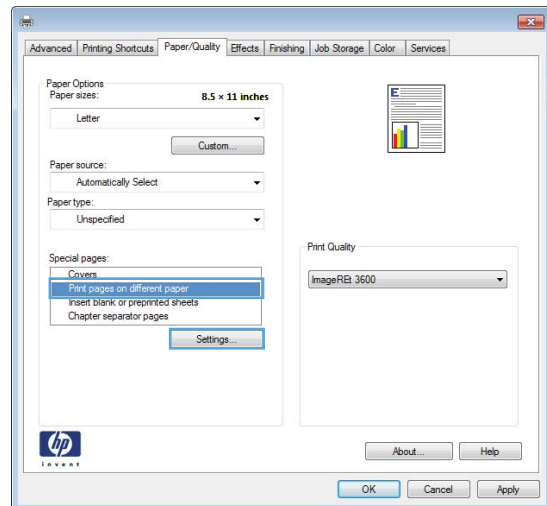 Advanced Printing Shortcuts Paper/Quality Effects Finishing Job Storage Color Services
Paper Options
Paper sizes: 8.5 × 11 inches
Letter
Custom...
Paper source:
Automatically Select
Paper type:
Unspecified
Special pages:
Covers
Print pages on different paper
Insert blank or preprinted sheets
Chapter separator pages
Settings...
E
Print Quality
ImageREt 3600
hp
invent
About... Help
OK Cancel Apply